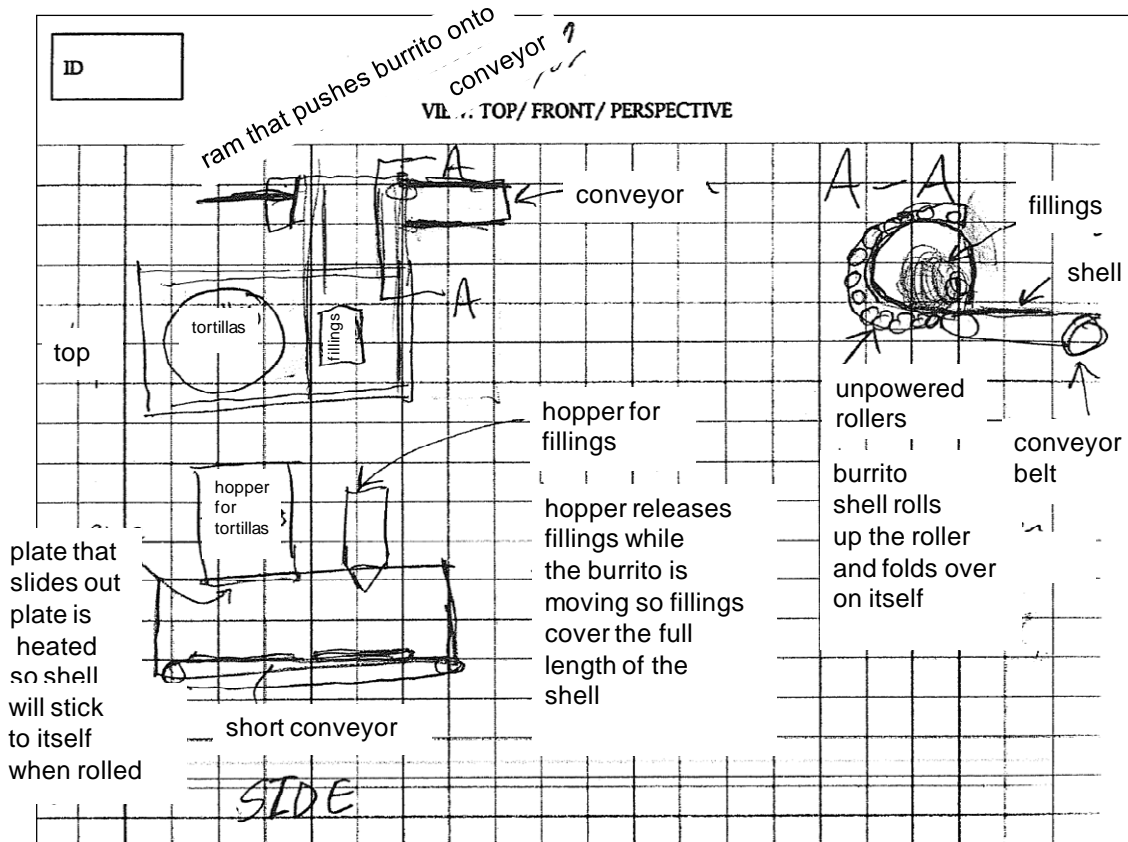 ID
ram that pushes burrito onto
conveyor
TOP/ FRONT/ PERSPECTIVE
A
conveyor
A - A
fillings
A
shell
tortillas
fillings
top
unpowered
rollers
hopper for
fillings
conveyor
belt
hopper
for
tortillas
burrito
shell rolls
up the roller
and folds over
on itself
hopper releases
fillings while
the burrito is
moving so fillings
cover the full
length of the
shell
plate that
slides out
plate is
heated
so shell
will stick
to itself
when rolled
short conveyor
SIDE